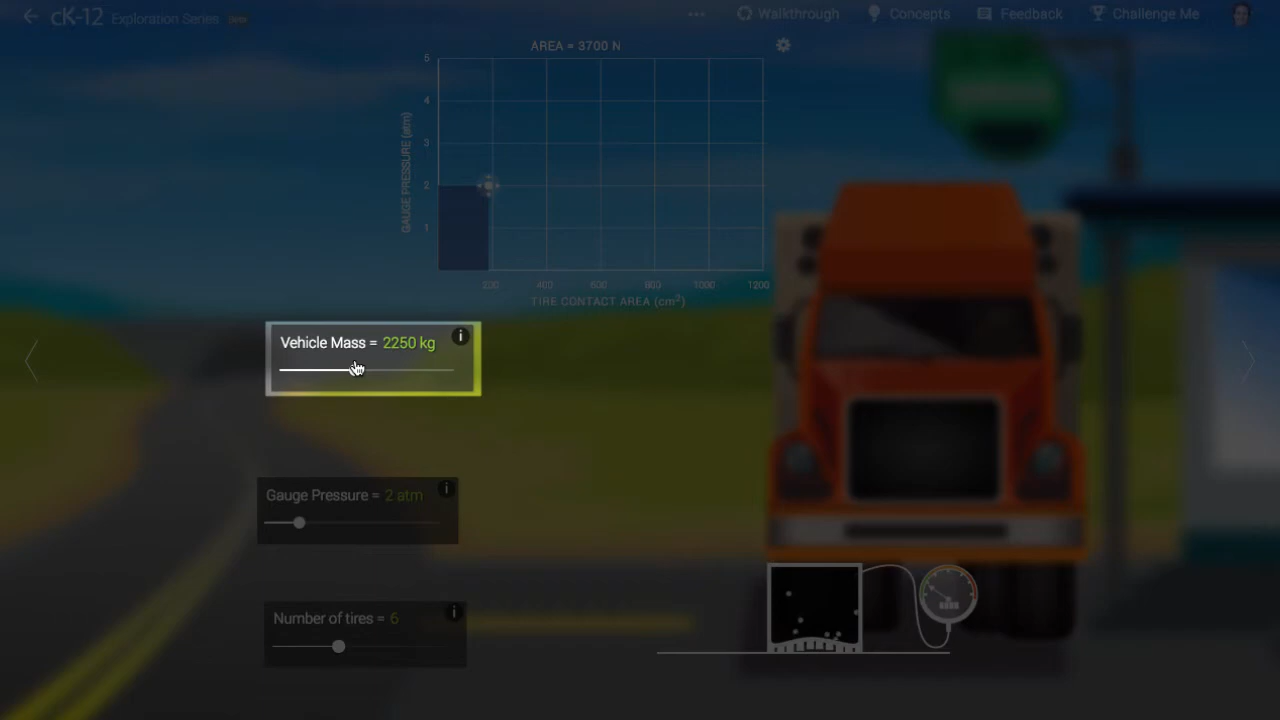 cK-12 Exploration Series Beta
Walkthrough
Concepts
Feedback
Challenge Me
AREA = 3700 N
GAUGE PRESSURE (atm)
5
4
3
2
1
200 400 600 800 1000 1200
TIRE CONTACT AREA (cm²)
Vehicle Mass = 2250 kg
i
Gauge Pressure = 2 atm
i
Number of tires = 6
i